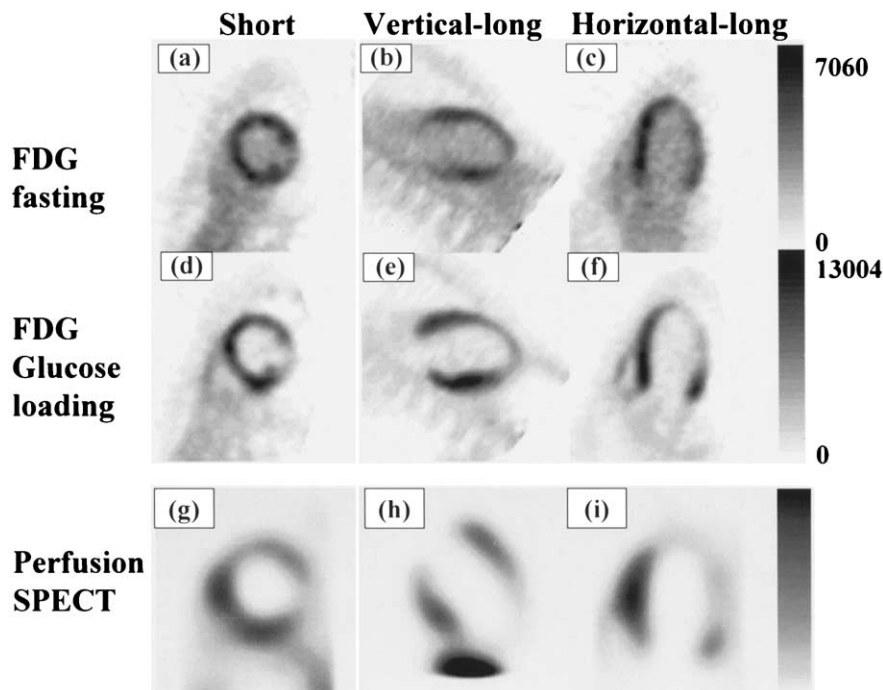 Short Vertical-long Horizontal-long
(a) (b) (c)
7060
FDG
fasting
0
(d) (e) (f)
13004
FDG
Glucose
loading
0
(g) (h) (i)
Perfusion
SPECT